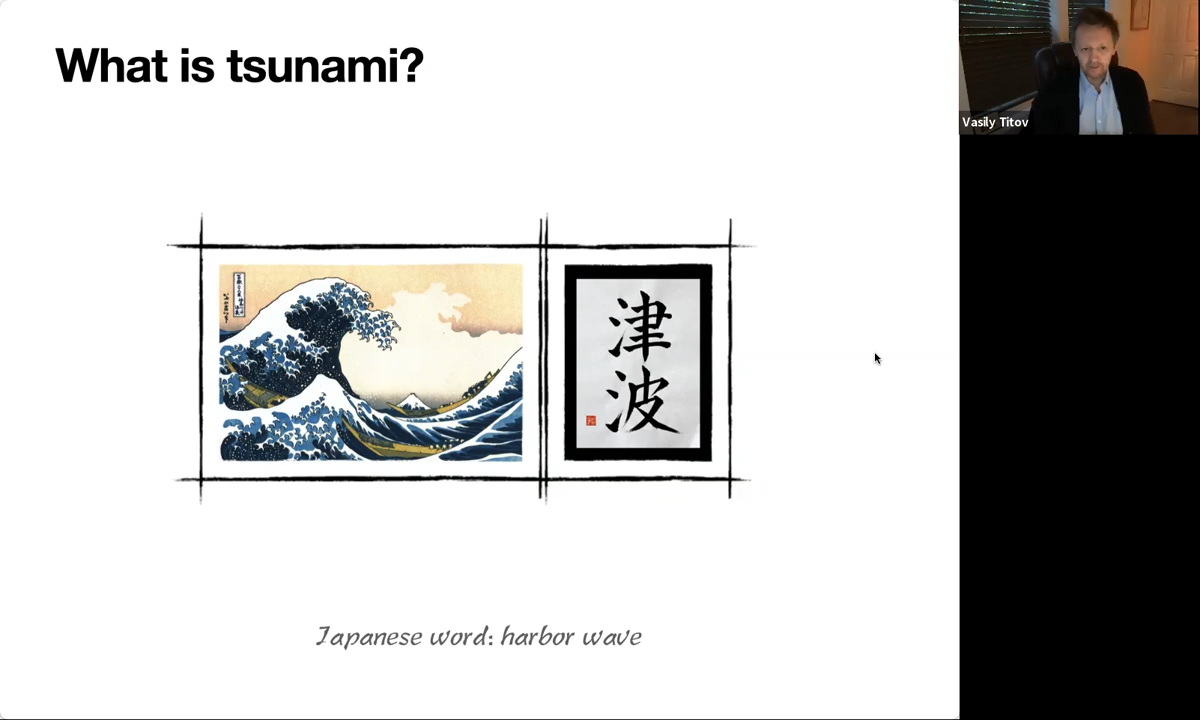 What is tsunami?
Vasily Titov
津
波
Japanese word: harbor wave